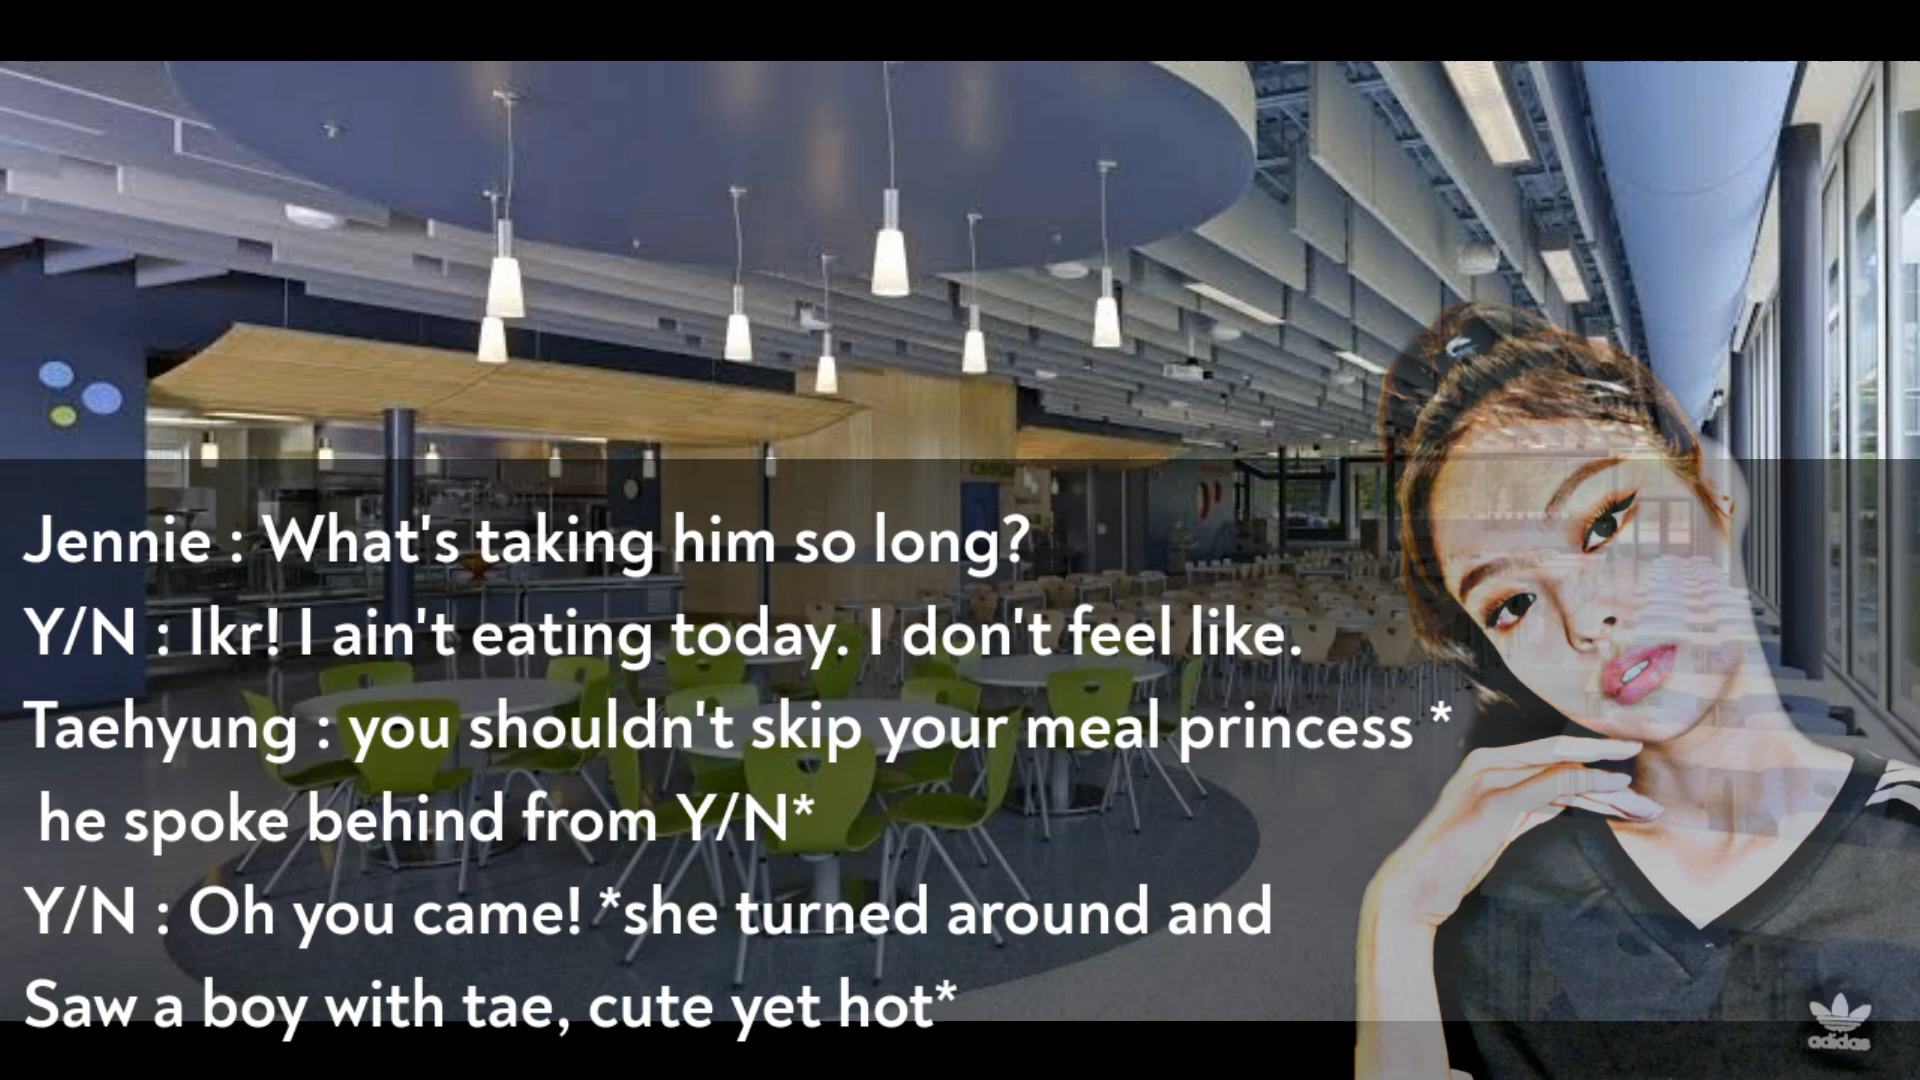 Jennie : What's taking him so long?
Y/N : Ikr! I ain't eating today. I don't feel like.
Taehyung : you shouldn't skip your meal princess *
he spoke behind from Y/N*
Y/N : Oh you came! *she turned around and
Saw a boy with tae, cute yet hot*
adidas